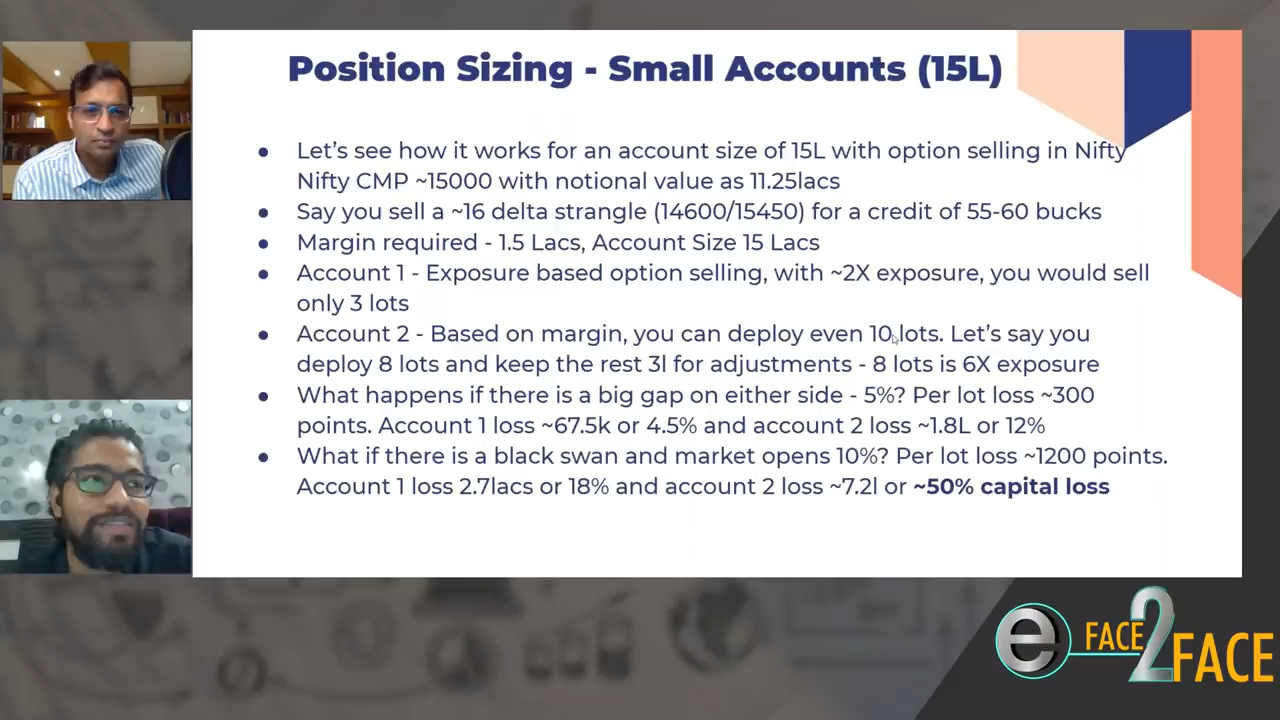 Position Sizing - Small Accounts (15L)
● Let's see how it works for an account size of 15L with option selling in Nifty
Nifty CMP ~15000 with notional value as 11.25lacs
● Say you sell a ~16 delta strangle (14600/15450) for a credit of 55-60 bucks
● Margin required - 1.5 Lacs, Account Size 15 Lacs
● Account 1 - Exposure based option selling, with ~2X exposure, you would sell
only 3 lots
● Account 2 - Based on margin, you can deploy even 10 lots. Let's say you
deploy 8 lots and keep the rest 3l for adjustments - 8 lots is 6X exposure
● What happens if there is a big gap on either side - 5%? Per lot loss ~300
points. Account 1 loss ~67.5k or 4.5% and account 2 loss ~1.8L or 12%
● What if there is a black swan and market opens 10%? Per lot loss ~1200 points.
Account 1 loss 2.7lacs or 18% and account 2 loss ~7.2l or ~50% capital loss
e FACE2FACE